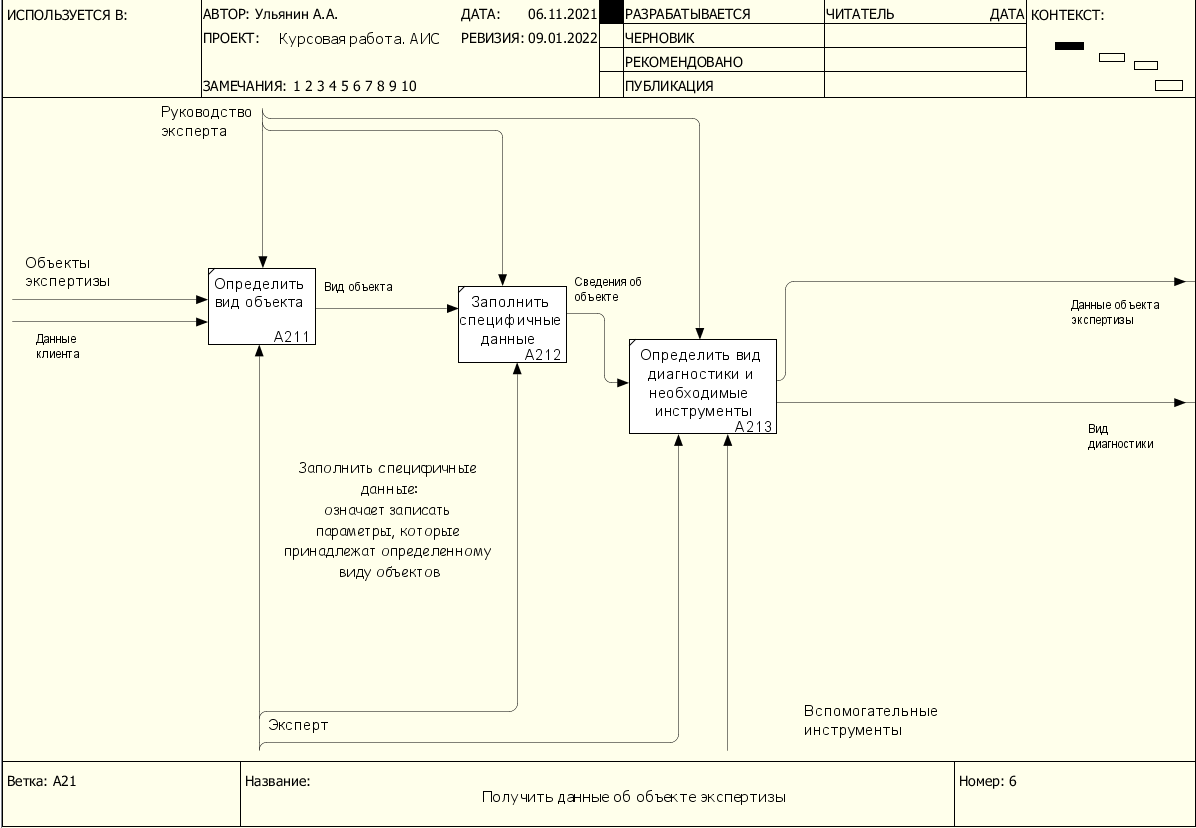 ИСПОЛЬЗУЕТСЯ В:
АВТОР: Ульянин А.А.
ДАТА: 06.11.2021
РАЗРАБАТЫВАЕТСЯ
ЧИТАТЕЛЬ
ДАТА
КОНТЕКСТ:
ПРОЕКТ: Курсовая работа. АИС
РЕВИЗИЯ: 09.01.2022
ЧЕРНОВИК
РЕКОМЕНДОВАНО
ЗАМЕЧАНИЯ: 1 2 3 4 5 6 7 8 9 10
ПУБЛИКАЦИЯ
Руководство
эксперта
Объекты
экспертизы
Данные
клиента
Определить
вид объекта
A211
Вид объекта
Заполнить
специфичные
данные
A212
Сведения об
объекте
Определить вид
диагностики и
необходимые
инструменты
A213
Данные объекта
экспертизы
Вид
диагностики
Заполнить специфичные
данные:
означает записать
параметры, которые
принадлежат определенному
виду объектов
Эксперт
Вспомогательные
инструменты
Ветка: A21
Название:
Получить данные об объекте экспертизы
Номер: 6